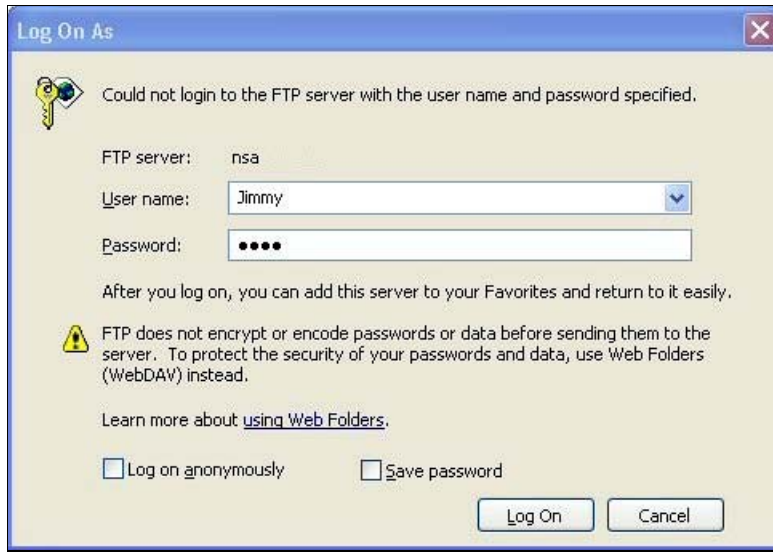 Log On As
Could not login to the FTP server with the user name and password specified.
FTP server: nsa
User name: Jimmy
Password: ●●●●
After you log on, you can add this server to your Favorites and return to it easily.
FTP does not encrypt or encode passwords or data before sending them to the
server. To protect the security of your passwords and data, use Web Folders
(WebDAV) instead.
Learn more about using Web Folders.
Log on anonymously Save password
Log On Cancel